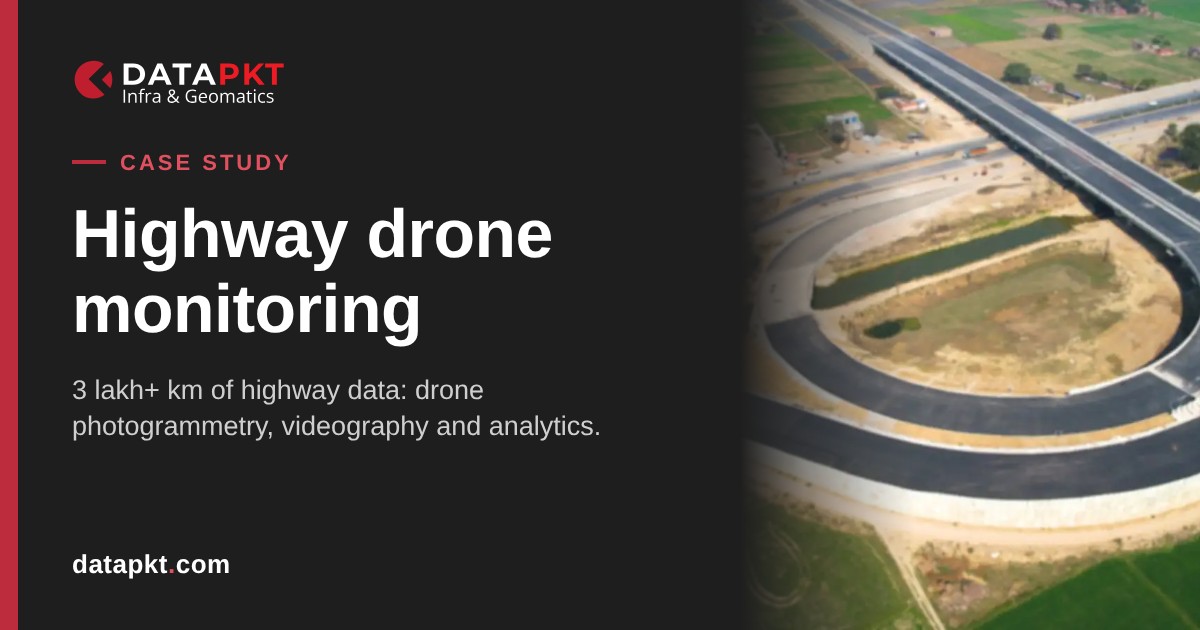 DATAPKT
Infra & Geomatics
CASE STUDY
Highway drone
monitoring
3 lakh+ km of highway data: drone
photogrammetry, videography and analytics.
datapkt.com